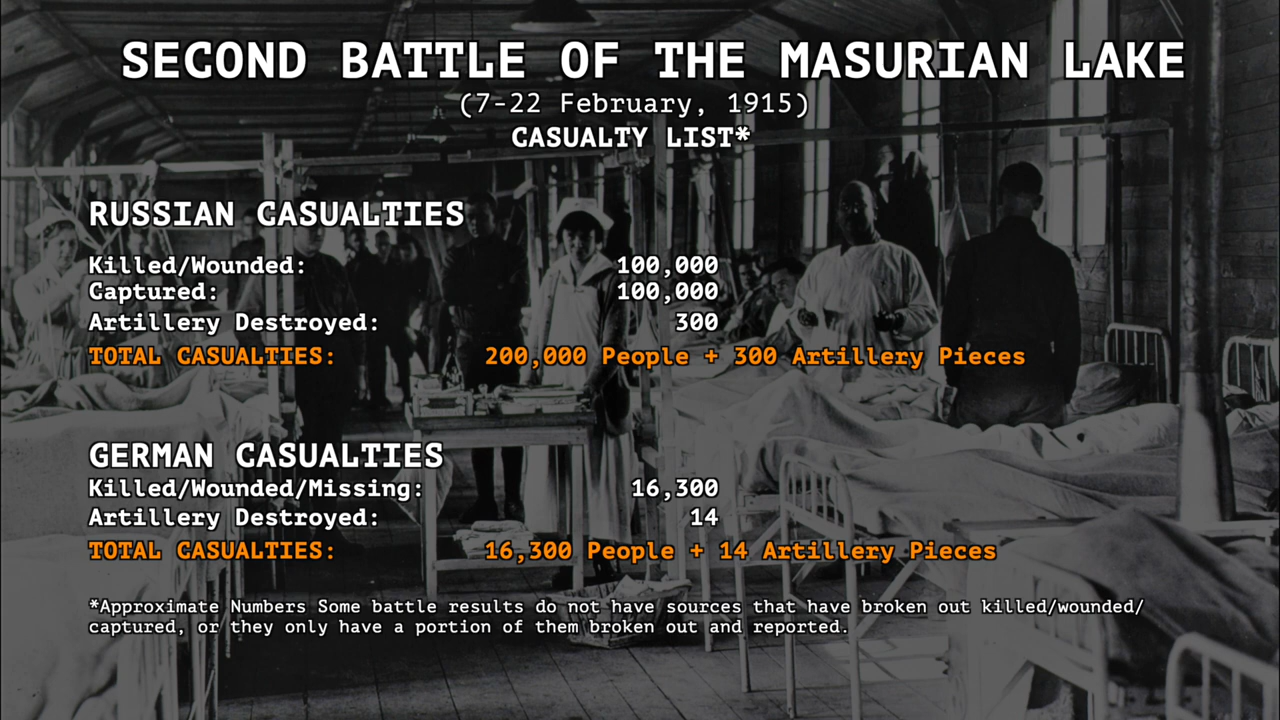 SECOND BATTLE OF THE MASURIAN LAKE
(7-22 February, 1915)
CASUALTY LIST*
RUSSIAN CASUALTIES
Killed/Wounded: 100,000
Captured: 100,000
Artillery Destroyed: 300
TOTAL CASUALTIES: 200,000 People + 300 Artillery Pieces
GERMAN CASUALTIES
Killed/Wounded/Missing: 16,300
Artillery Destroyed: 14
TOTAL CASUALTIES: 16,300 People + 14 Artillery Pieces
*Approximate Numbers Some battle results do not have sources that have broken out killed/wounded/
captured, or they only have a portion of them broken out and reported.